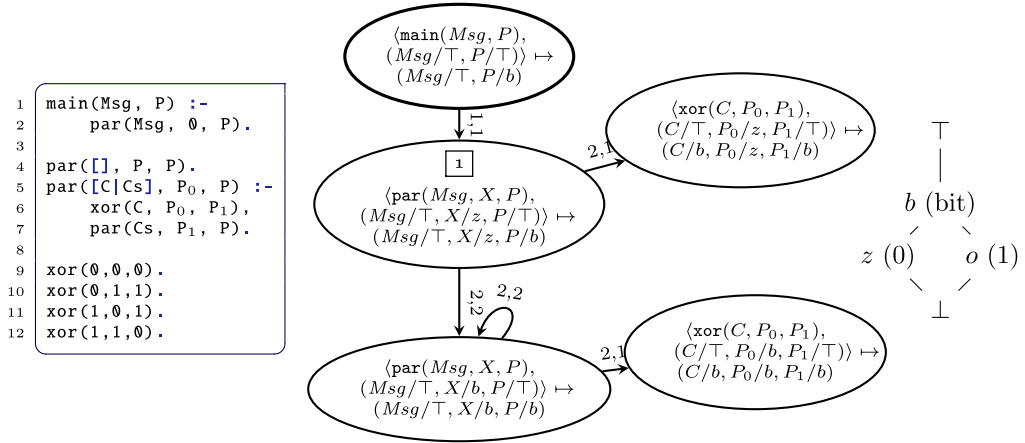 1 main(Msg, P) :-
2 par(Msg, 0, P).
3
4 par([], P, P).
5 par([C|Cs], P₀, P) :-
6 xor(C, P₀, P₁),
7 par(Cs, P₁, P).
8
9 xor(0,0,0).
10 xor(0,1,1).
11 xor(1,0,1).
12 xor(1,1,0).
⟨main(Msg, P),
(Msg/⊤, P/⊤)⟩ ↦
(Msg/⊤, P/b)
1,1
1
⟨par(Msg, X, P),
(Msg/⊤, X/z, P/⊤)⟩ ↦
(Msg/⊤, X/z, P/b)
2,1
⟨xor(C, P₀, P₁),
(C/⊤, P₀/z, P₁/⊤)⟩ ↦
(C/b, P₀/z, P₁/b)
2,2
2,2
⟨par(Msg, X, P),
(Msg/⊤, X/b, P/⊤)⟩ ↦
(Msg/⊤, X/b, P/b)
2,1
⟨xor(C, P₀, P₁),
(C/⊤, P₀/b, P₁/⊤)⟩ ↦
(C/b, P₀/b, P₁/b)
⊤
b (bit)
z (0) o (1)
⊥